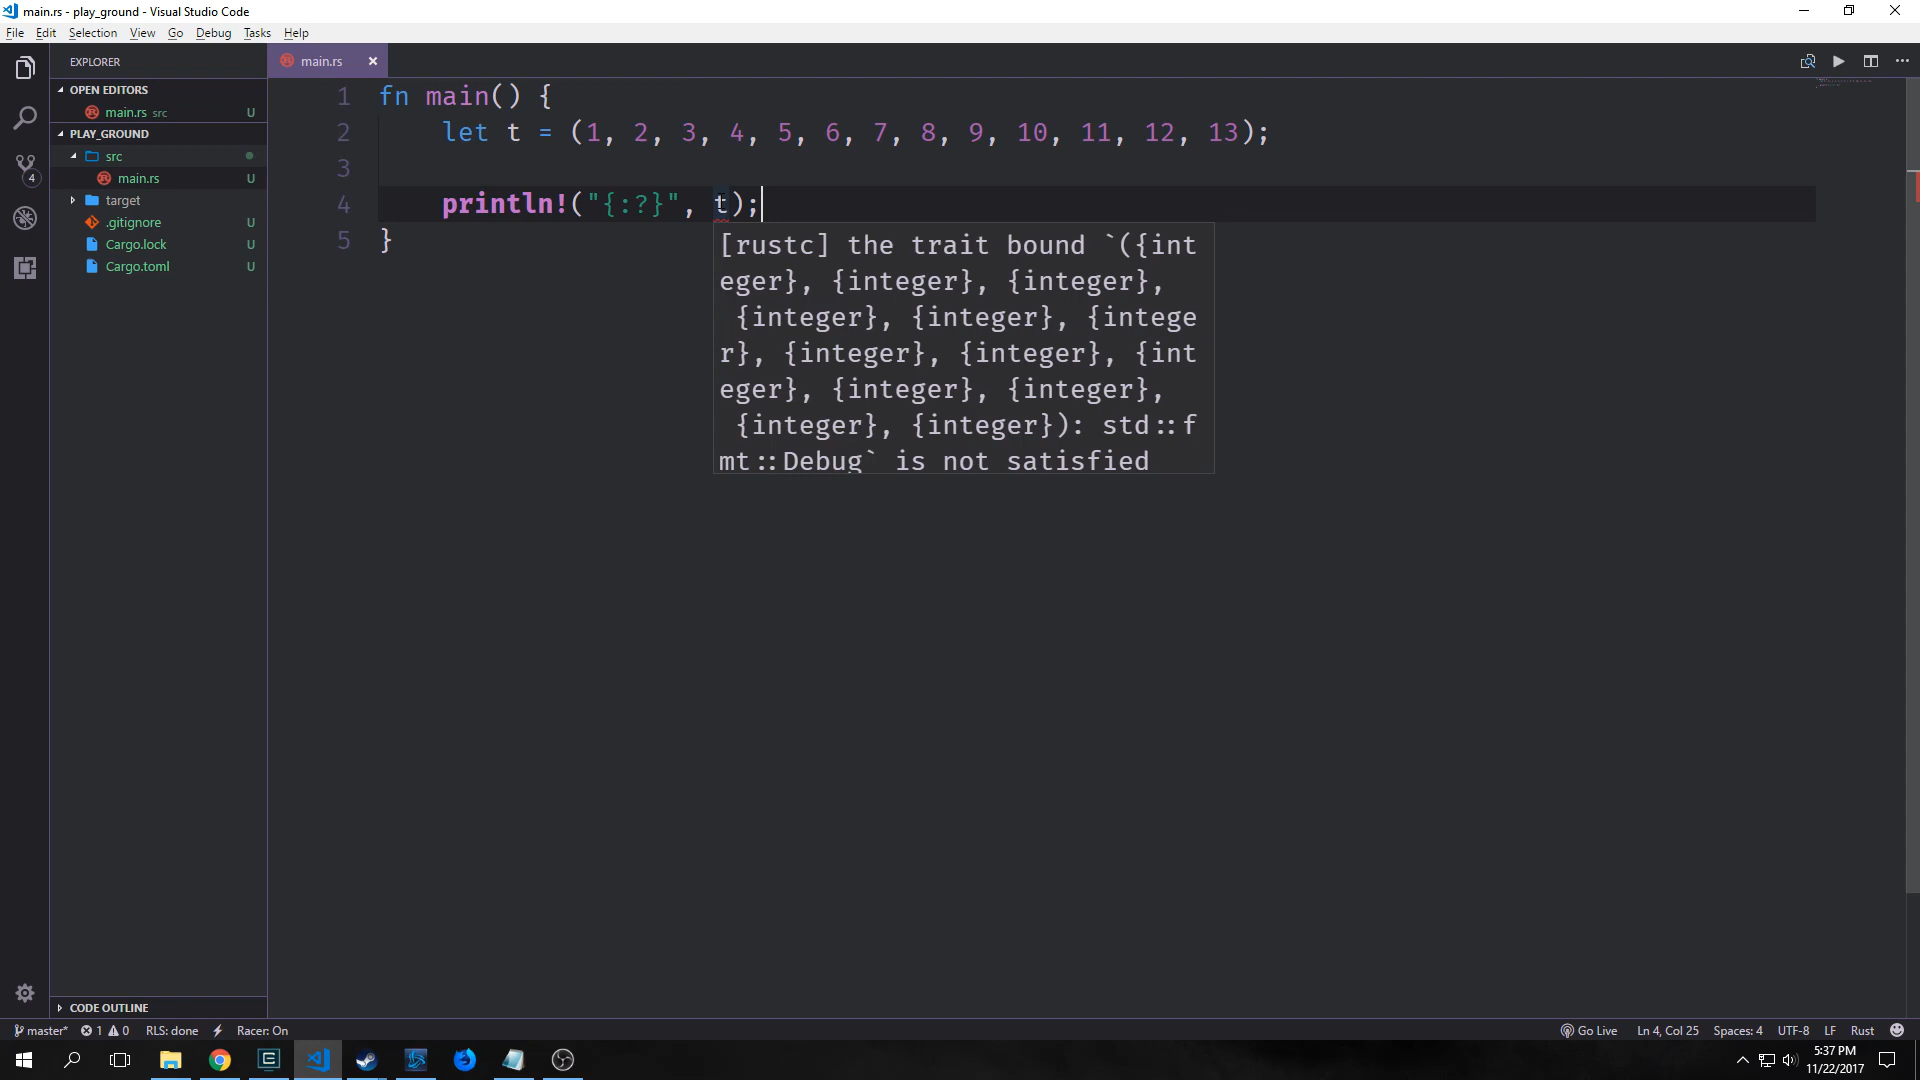 main.rs - play_ground - Visual Studio Code
File Edit Selection View Go Debug Tasks Help
EXPLORER
main.rs
OPEN EDITORS
main.rs src U
PLAY_GROUND
src
main.rs U
target
.gitignore U
Cargo.lock U
Cargo.toml U
4
CODE OUTLINE
1 fn main() {
2 let t = (1, 2, 3, 4, 5, 6, 7, 8, 9, 10, 11, 12, 13);
3
4 println!("{:?}", t);
5 }
[rustc] the trait bound `({int
eger}, {integer}, {integer},
{integer}, {integer}, {intege
r}, {integer}, {integer}, {int
eger}, {integer}, {integer},
{integer}, {integer}): std::f
mt::Debug` is not satisfied
master* 1 0 RLS: done Racer: On Go Live Ln 4, Col 25 Spaces: 4 UTF-8 LF Rust
5:37 PM
11/22/2017